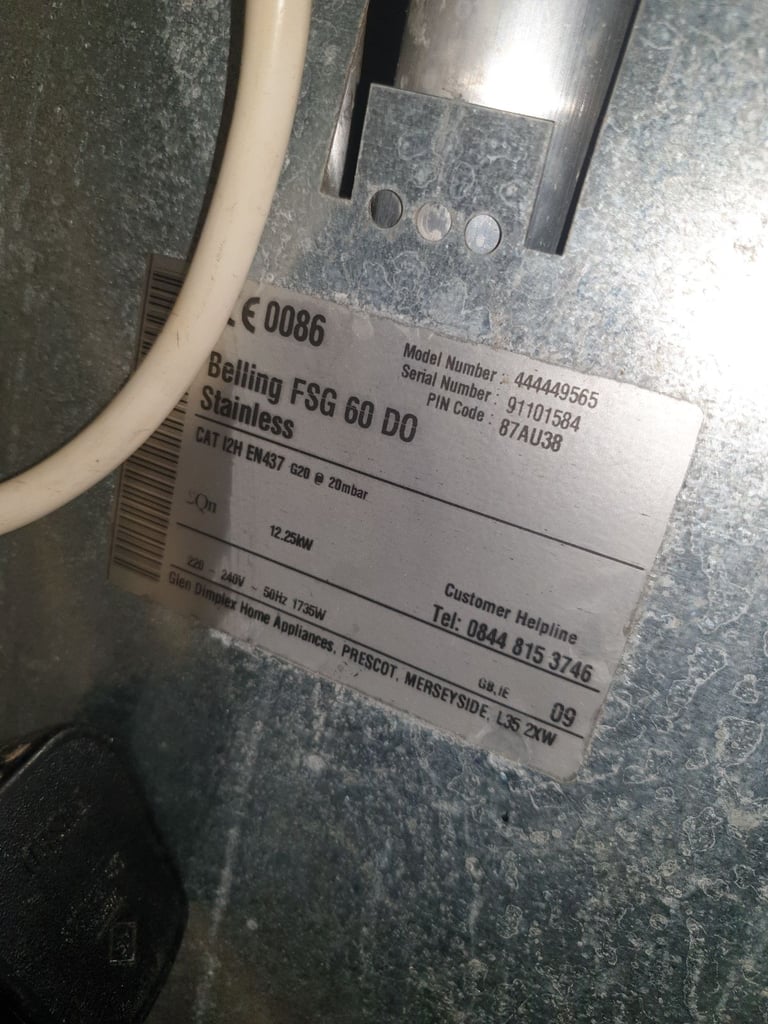 CE 0086
Model Number : 444449565
Serial Number : 91101584
PIN Code : 87AU38
Belling FSG 60 DO
Stainless
CAT I2H EN437 G20 @ 20mbar
ΣQn
12.25kW
220 - 240V - 50Hz 1735W
Customer Helpline
Tel: 0844 815 3746
Glen Dimplex Home Appliances, PRESCOT, MERSEYSIDE, L35 2XW
GB,IE
09